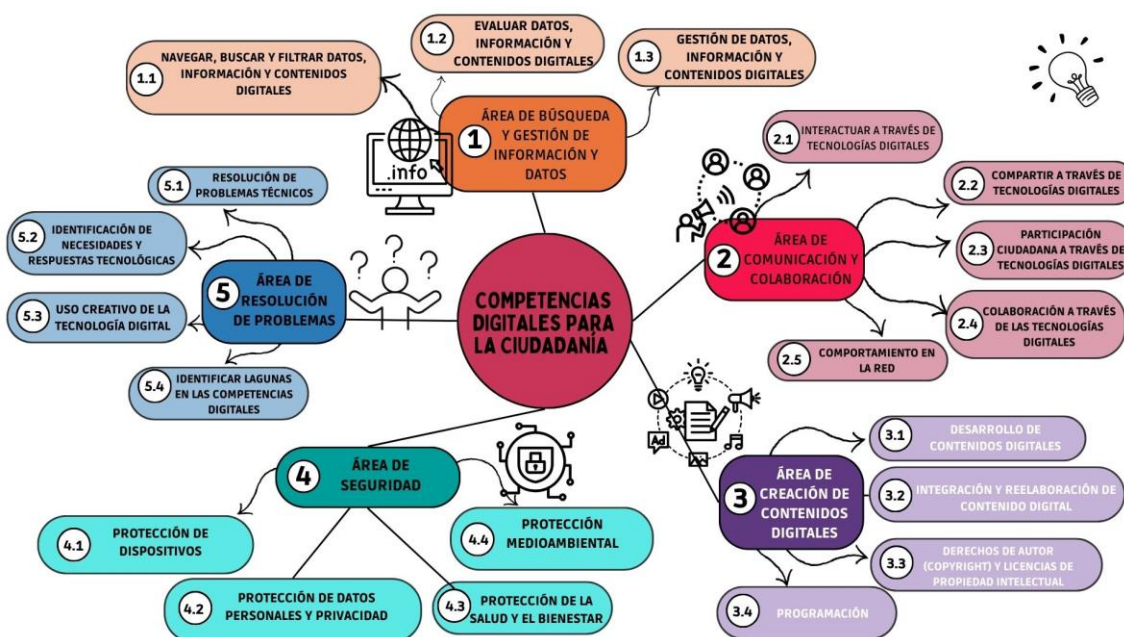 COMPETENCIAS
DIGITALES PARA
LA CIUDADANÍA
1
ÁREA DE BÚSQUEDA
Y GESTIÓN DE
INFORMACIÓN Y
DATOS
.info
1.1
NAVEGAR, BUSCAR Y FILTRAR DATOS,
INFORMACIÓN Y CONTENIDOS
DIGITALES
1.2
EVALUAR DATOS,
INFORMACIÓN Y
CONTENIDOS DIGITALES
1.3
GESTIÓN DE DATOS,
INFORMACIÓN Y
CONTENIDOS DIGITALES
2
ÁREA DE
COMUNICACIÓN Y
COLABORACIÓN
2.1
INTERACTUAR A TRAVÉS DE
TECNOLOGÍAS DIGITALES
2.2
COMPARTIR A TRAVÉS DE
TECNOLOGÍAS DIGITALES
2.3
PARTICIPACIÓN
CIUDADANA A TRAVÉS DE
TECNOLOGÍAS DIGITALES
2.4
COLABORACIÓN A TRAVÉS
DE LAS TECNOLOGÍAS
DIGITALES
2.5
COMPORTAMIENTO EN
LA RED
3
ÁREA DE
CREACIÓN DE
CONTENIDOS
DIGITALES
Ad
3.1
DESARROLLO DE
CONTENIDOS DIGITALES
3.2
INTEGRACIÓN Y REELABORACIÓN DE
CONTENIDO DIGITAL
3.3
DERECHOS DE AUTOR
(COPYRIGHT) Y LICENCIAS DE
PROPIEDAD INTELECTUAL
3.4
PROGRAMACIÓN
4
ÁREA DE
SEGURIDAD
4.1
PROTECCIÓN DE
DISPOSITIVOS
4.2
PROTECCIÓN DE DATOS
PERSONALES Y PRIVACIDAD
4.3
PROTECCIÓN DE LA
SALUD Y EL BIENESTAR
4.4
PROTECCIÓN
MEDIOAMBIENTAL
5
ÁREA DE
RESOLUCIÓN
DE PROBLEMAS
? ? ? ?
5.1
RESOLUCIÓN DE
PROBLEMAS TÉCNICOS
5.2
IDENTIFICACIÓN DE
NECESIDADES Y
RESPUESTAS TECNOLÓGICAS
5.3
USO CREATIVO DE LA
TECNOLOGÍA DIGITAL
5.4
IDENTIFICAR LAGUNAS
EN LAS COMPETENCIAS
DIGITALES